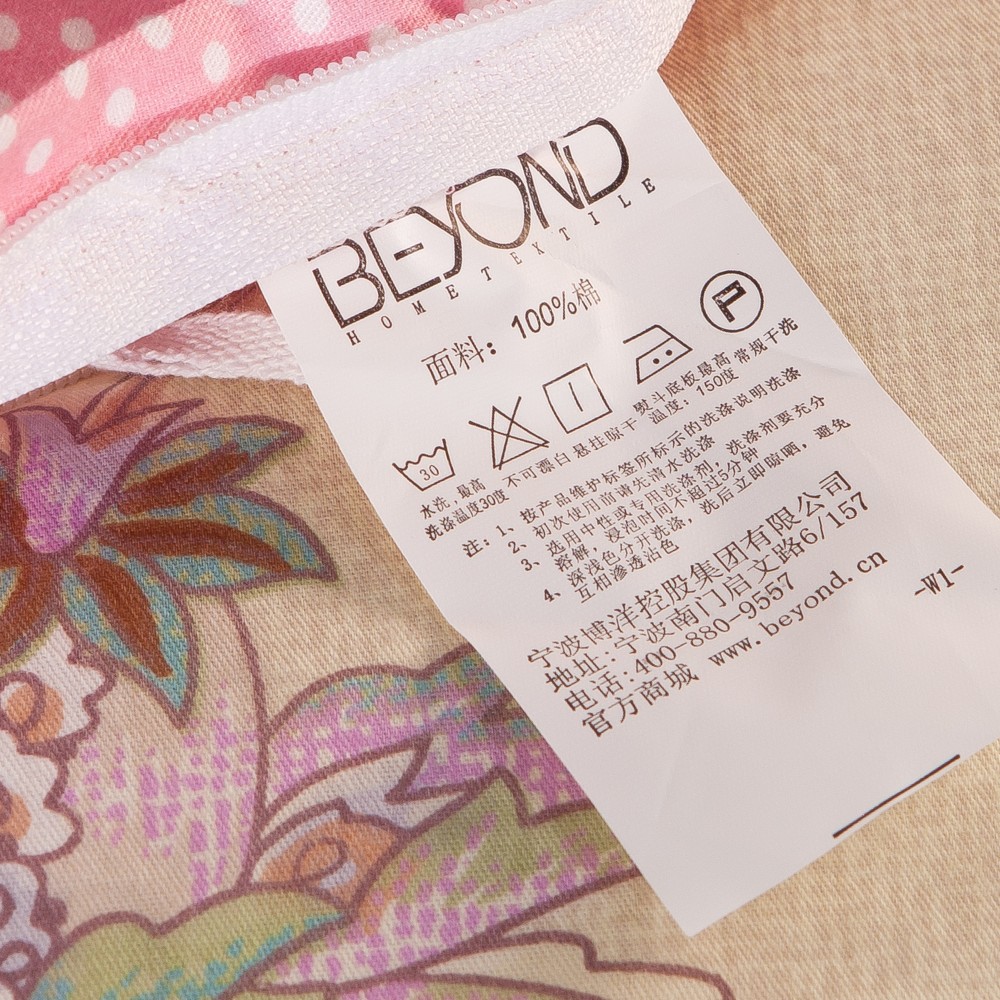 BEYOND
HOMETEXTILE
面料：100%棉
30
水洗，最高洗涤温度30度
不可漂白
悬挂晾干
熨斗底板最高温度：150度
P
常规干洗
注：1、按产品维护标签所标示的洗涤说明洗涤
2、初次使用前请先清水洗涤
3、选用中性或专用洗涤剂，洗涤剂要充分
溶解，浸泡时间不超过5分钟
4、深浅色分开洗涤，洗后立即晾晒，避免
互相渗透沾色
宁波博洋控股集团有限公司
地址：宁波南门启文路6/157
电话：400-880-9557
官方商城 www.beyond.cn
-W1-